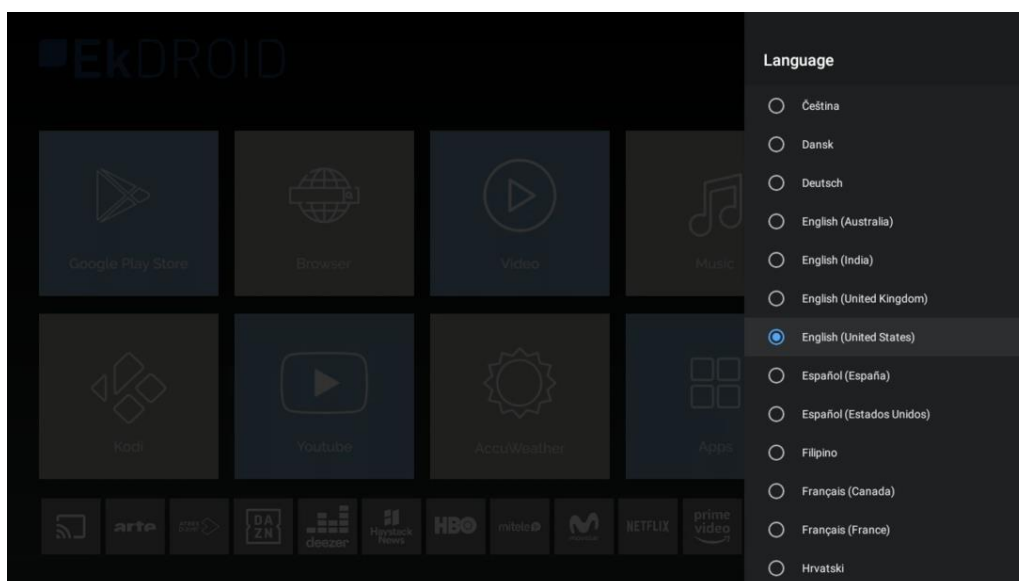 EkDROID
Language
Čeština
Dansk
Deutsch
English (Australia)
English (India)
English (United Kingdom)
English (United States)
Español (España)
Español (Estados Unidos)
Filipino
Français (Canada)
Français (France)
Hrvatski
Google Play Store
Browser
Video
Music
Kodi
Youtube
AccuWeather
Apps
arte
DA
ZN
deezer
Haystack
News
HBO
mitele
NETFLIX
prime
video